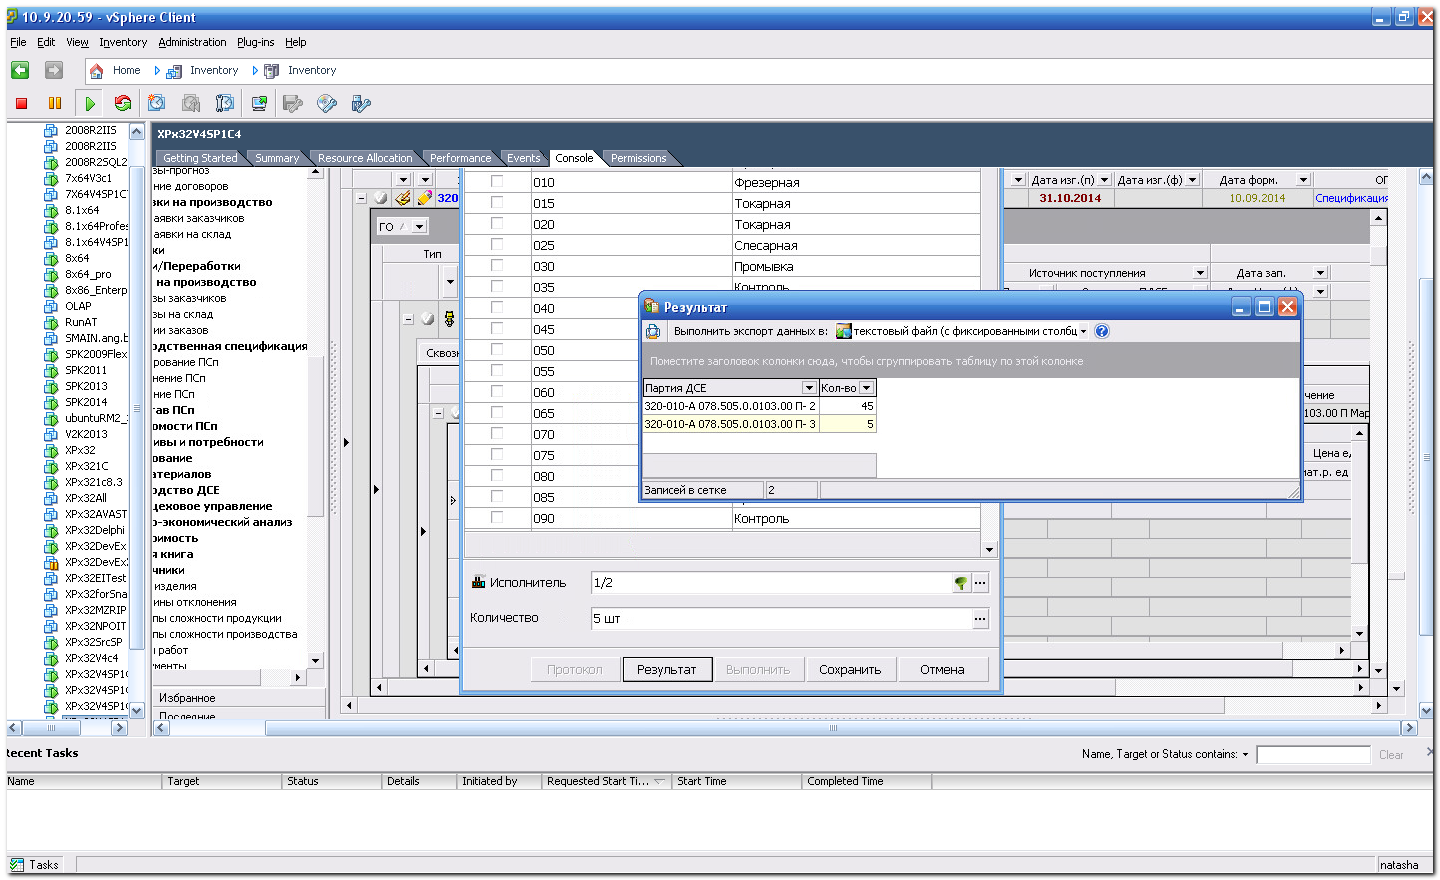 10.9.20.59 - vSphere Client
File Edit View Inventory Administration Plug-ins Help
Home Inventory Inventory
2008R2IIS
2008R2IIS
2008R2SQL2
7x64V3c1
7X64V4SP1C
8.1x64
8.1x64Profes
8.1x64V4SP1
8x64
8x64_pro
8x86_Enterp
OLAP
RunAT
SMAIN.ang.b
SPK2009Flex
SPK2011
SPK2013
SPK2014
ubuntuRM2_
V2K2013
XPx32
XPx321C
XPx321c8.3
XPx32All
XPx32AVAST
XPx32Delphi
XPx32DevEx
XPx32DevEx
XPx32EITest
XPx32forSna
XPx32MZRIP
XPx32NPOIT
XPx32SrcSP
XPx32V4c4
XPx32V4SP1
XPx32V4SP1
XPx32V4SP1
XPx32V4SP1C4
Getting Started Summary Resource Allocation Performance Events Console Permissions
зы-прогноз
ние договоров
зки на производство
аявки заказчиков
аявки на склад
ки
и/Переработки
на производство
зы заказчиков
зы на склад
нии заказов
одственная спецификация
рование ПСп
нение ПСп
ние ПСп
тав ПСп
омости ПСп
ивы и потребности
ование
атериалов
одство ДСЕ
цеховое управление
о-экономический анализ
оимость
я книга
чники
изделия
ины отклонения
пы сложности продукции
пы сложности производства
работ
менты
Избранное
Последние
320
ГО
Тип
Сквозн
010 Фрезерная
015 Токарная
020 Токарная
025 Слесарная
030 Промывка
035 Контроль
040
045
050
055
060
065
070
075
080
085
090 Контроль
Исполнитель 1/2
Количество 5 шт
Протокол Результат Выполнить Сохранить Отмена
Дата изг.(п) Дата изг.(ф) Дата форм. ОП
31.10.2014 10.09.2014 Спецификация
Источник поступления Дата зап.
чение
103.00 П Мар
Цена ед
мат.р. ед
Результат
Выполнить экспорт данных в: текстовый файл (с фиксированными столбц
Поместите заголовок колонки сюда, чтобы сгруппировать таблицу по этой колонке
Партия ДСЕ Кол-во
320-010-А 078.505.0.0103.00 П- 2 45
320-010-А 078.505.0.0103.00 П- 3 5
Записей в сетке 2
Recent Tasks
Name, Target or Status contains: Clear
Name Target Status Details Initiated by Requested Start Ti... Start Time Completed Time
Tasks natasha